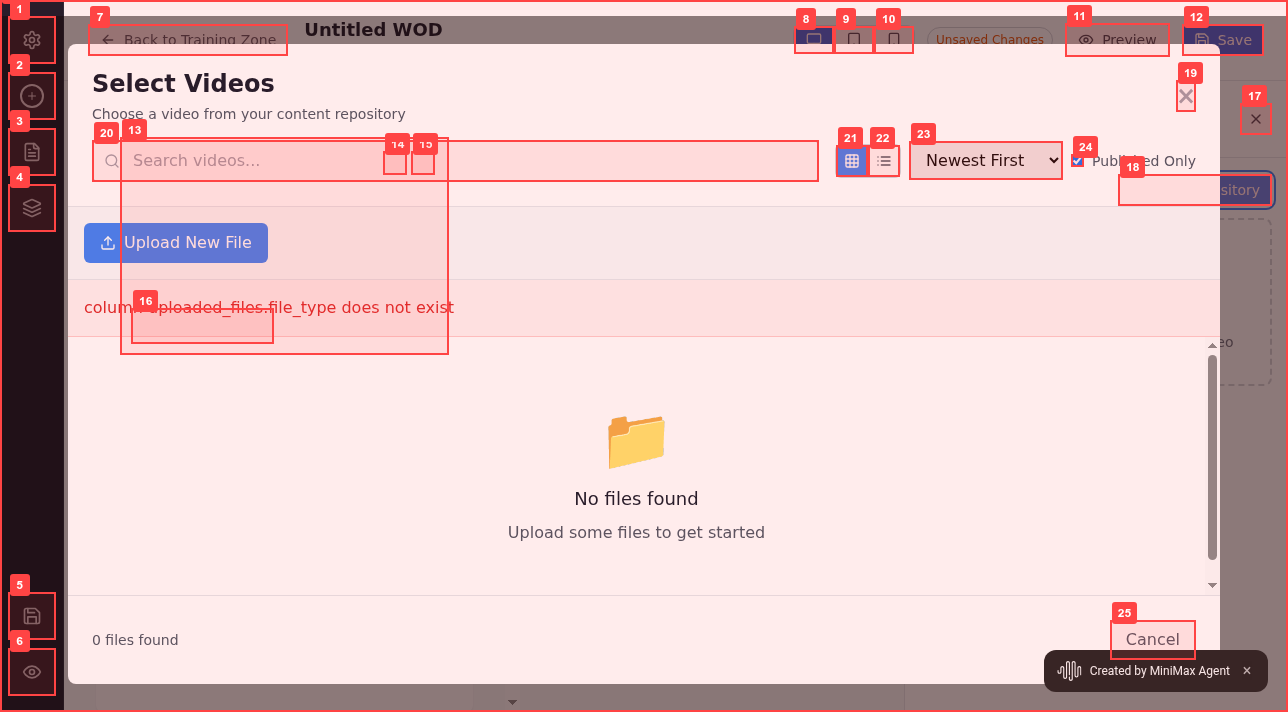 1
7
Back to Training Zone
Untitled WOD
8
9
10
Unsaved Changes
11
Preview
12
Save
2
3
4
5
6
Select Videos
Choose a video from your content repository
19
17
20
13
Search videos...
14
15
21
22
23
Newest First
24
Published Only
18
sitory
Upload New File
column uploaded_files.file_type does not exist
16
eo
No files found
Upload some files to get started
0 files found
25
Cancel
Created by MiniMax Agent